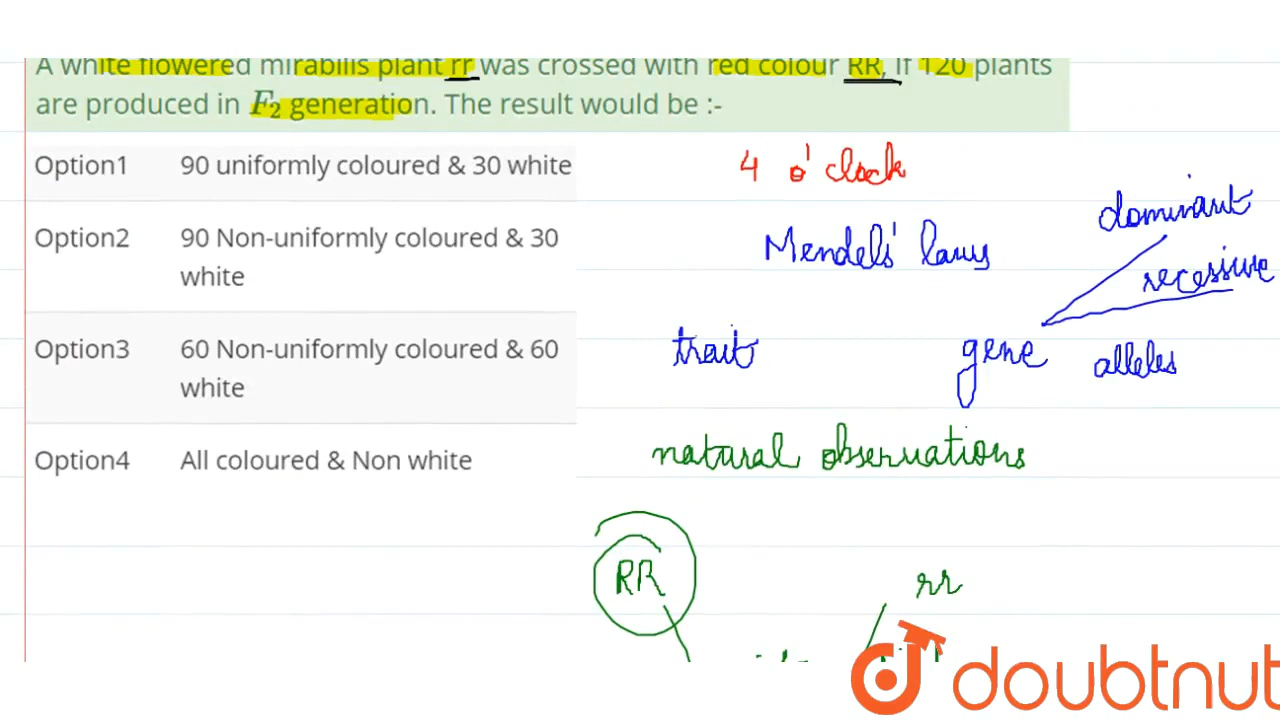 A white flowered mirabilis plant rr was crossed with red colour RR, if 120 plants
are produced in F2 generation. The result would be :-
Option1 90 uniformly coloured & 30 white
Option2 90 Non-uniformly coloured & 30
white
Option3 60 Non-uniformly coloured & 60
white
Option4 All coloured & Non white
4 o'clock
dominant
Mendels' laws
recessive
trait gene alleles
natural observations
RR rr
doubtnut